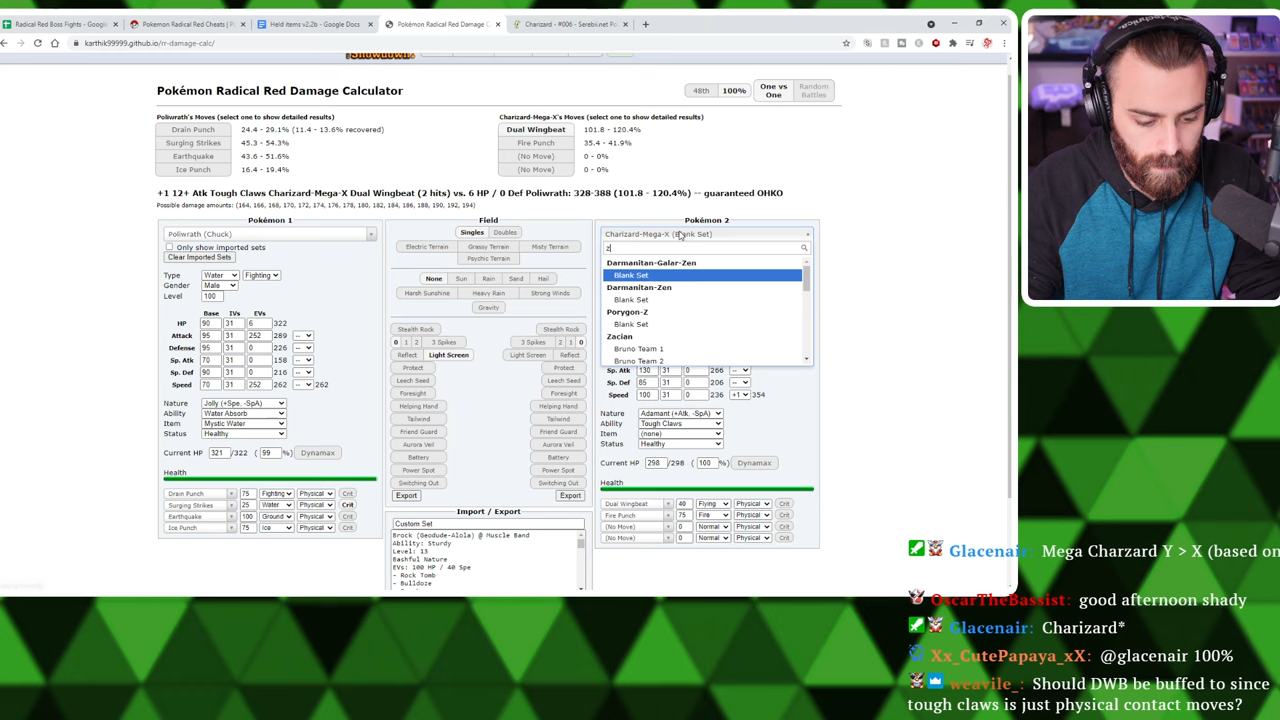 Radical Red Boss Fights - Google
Pokemon Radical Red Cheats | P
Held items v2.2b - Google Docs
Pokémon Radical Red Damage C
Charizard - #006 - Serebii.net Po
karthik99999.github.io/rr-damage-calc/
Showdown
Pokémon Radical Red Damage Calculator
48th 100%
One vs One
Random Battles
Poliwrath's Moves (select one to show detailed results)
Drain Punch 24.4 - 29.1% (11.4 - 13.6% recovered)
Surging Strikes 45.3 - 54.3%
Earthquake 43.6 - 51.6%
Ice Punch 16.4 - 19.4%
Charizard-Mega-X's Moves (select one to show detailed results)
Dual Wingbeat 101.8 - 120.4%
Fire Punch 35.4 - 41.9%
(No Move) 0 - 0%
(No Move) 0 - 0%
+1 12+ Atk Tough Claws Charizard-Mega-X Dual Wingbeat (2 hits) vs. 6 HP / 0 Def Poliwrath: 328-388 (101.8 - 120.4%) -- guaranteed OHKO
Possible damage amounts: (164, 166, 168, 170, 172, 174, 176, 178, 180, 182, 184, 186, 188, 190, 192, 194)
Pokémon 1
Poliwrath (Chuck)
Only show imported sets
Clear Imported Sets
Type Water Fighting
Gender Male
Level 100
Base IVs EVs
HP 90 31 6 322
Attack 95 31 252 289 --
Defense 95 31 0 226 --
Sp. Atk 70 31 0 158 --
Sp. Def 90 31 0 216 --
Speed 70 31 252 262 -- 262
Nature Jolly (+Spe, -SpA)
Ability Water Absorb
Item Mystic Water
Status Healthy
Current HP 321 /322 ( 99 %) Dynamax
Health
Drain Punch 75 Fighting Physical Crit
Surging Strikes 25 Water Physical Crit
Earthquake 100 Ground Physical Crit
Ice Punch 75 Ice Physical Crit
Field
Singles Doubles
Electric Terrain Grassy Terrain Misty Terrain
Psychic Terrain
None Sun Rain Sand Hail
Harsh Sunshine Heavy Rain Strong Winds
Gravity
Stealth Rock Stealth Rock
0 1 2 3 Spikes 3 Spikes 2 1 0
Reflect Light Screen Light Screen Reflect
Protect Protect
Leech Seed Leech Seed
Foresight Foresight
Helping Hand Helping Hand
Tailwind Tailwind
Friend Guard Friend Guard
Aurora Veil Aurora Veil
Battery Battery
Power Spot Power Spot
Switching Out Switching Out
Export Export
Import / Export
Custom Set
Brock (Geodude-Alola) @ Muscle Band
Ability: Sturdy
Level: 13
Bashful Nature
EVs: 100 HP / 40 Spe
- Rock Tomb
- Bulldoze
Pokémon 2
Charizard-Mega-X (Blank Set)
z
Darmanitan-Galar-Zen
Blank Set
Darmanitan-Zen
Blank Set
Porygon-Z
Blank Set
Zacian
Bruno Team 1
Bruno Team 2
Sp. Atk 130 31 0 266 --
Sp. Def 85 31 0 206 --
Speed 100 31 0 236 +1 354
Nature Adamant (+Atk, -SpA)
Ability Tough Claws
Item (none)
Status Healthy
Current HP 298 /298 ( 100 %) Dynamax
Health
Dual Wingbeat 40 Flying Physical Crit
Fire Punch 75 Fire Physical Crit
(No Move) 0 Normal Physical Crit
(No Move) 0 Normal Physical Crit
Glacenair: Mega Charzard Y > X (based on
OscarTheBassist: good afternoon shady
Glacenair: Charizard*
Xx_CutePapaya_xX: @glacenair 100%
weavile_: Should DWB be buffed to since
tough claws is just physical contact moves?